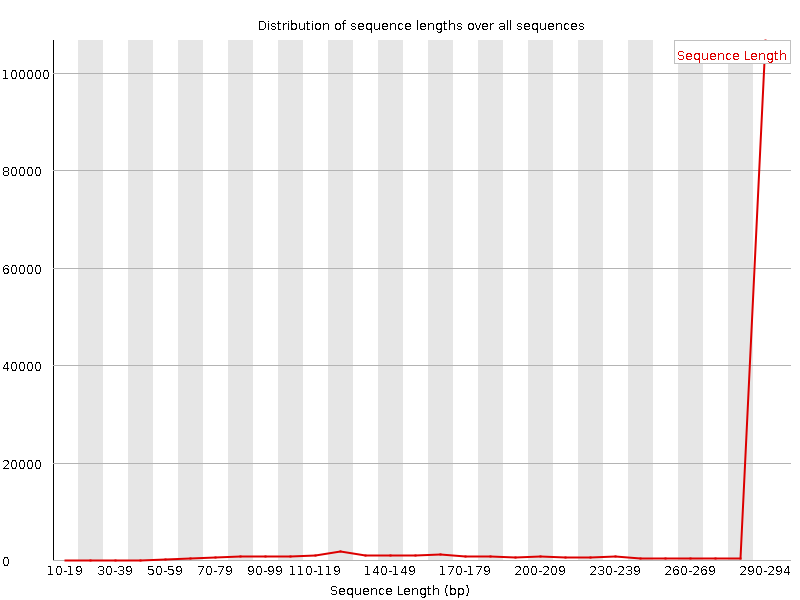 Distribution of sequence lengths over all sequences
Sequence Length
100000
80000
60000
40000
20000
0
10-19 30-39 50-59 70-79 90-99 110-119 140-149 170-179 200-209 230-239 260-269 290-294
Sequence Length (bp)